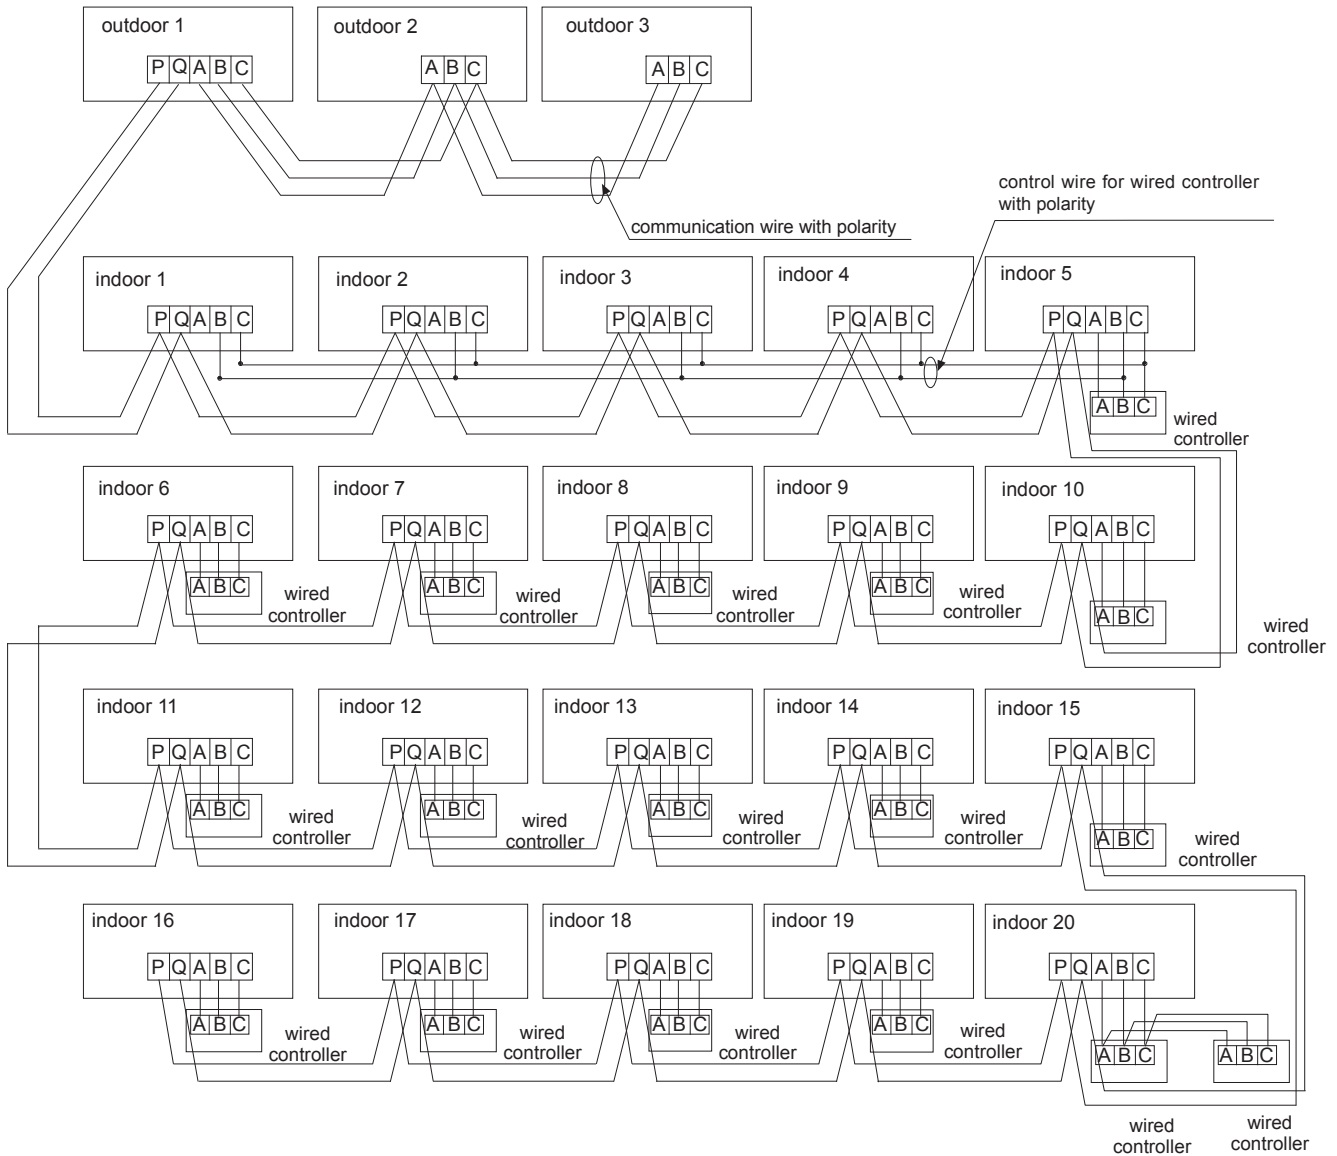 outdoor 1
outdoor 2
outdoor 3
P Q A B C
A B C
A B C
control wire for wired controller
with polarity
communication wire with polarity
indoor 1
indoor 2
indoor 3
indoor 4
indoor 5
P Q A B C
P Q A B C
P Q A B C
P Q A B C
P Q A B C
A B C
wired
controller
indoor 6
indoor 7
indoor 8
indoor 9
indoor 10
P Q A B C
P Q A B C
P Q A B C
P Q A B C
P Q A B C
A B C
wired
controller
A B C
wired
controller
A B C
wired
controller
A B C
wired
controller
A B C
wired
controller
indoor 11
indoor 12
indoor 13
indoor 14
indoor 15
P Q A B C
P Q A B C
P Q A B C
P Q A B C
P Q A B C
A B C
wired
controller
A B C
wired
controller
A B C
wired
controller
A B C
wired
controller
A B C
wired
controller
indoor 16
indoor 17
indoor 18
indoor 19
indoor 20
P Q A B C
P Q A B C
P Q A B C
P Q A B C
P Q A B C
A B C
wired
controller
A B C
wired
controller
A B C
wired
controller
A B C
wired
controller
A B C
A B C
wired
controller
wired
controller